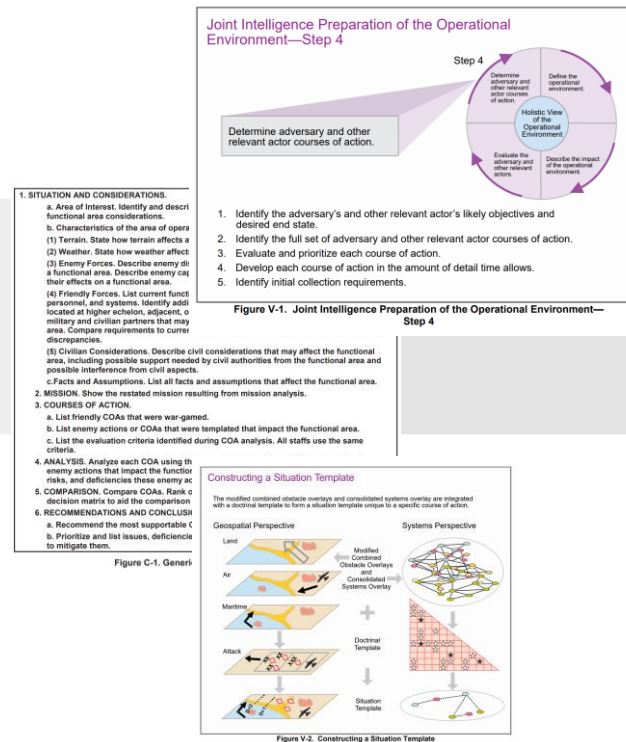 Joint Intelligence Preparation of the Operational
Environment—Step 4
Step 4
Determine
adversary and
other relevant
actor courses
of action.
Define the
operational
environment.
Holistic View
of the
Operational
Environment
Evaluate the
adversary
and other
relevant
actors.
Describe the impact
of the operational
environment.
Determine adversary and other
relevant actor courses of action.
1. Identify the adversary's and other relevant actor's likely objectives and
desired end state.
2. Identify the full set of adversary and other relevant actor courses of action.
3. Evaluate and prioritize each course of action.
4. Develop each course of action in the amount of detail time allows.
5. Identify initial collection requirements.
Figure V-1. Joint Intelligence Preparation of the Operational Environment—
Step 4
1. SITUATION AND CONSIDERATIONS.
a. Area of Interest. Identify and descri
functional area considerations.
b. Characteristics of the area of opera
(1) Terrain. State how terrain affects a
(2) Weather. State how weather affects
(3) Enemy Forces. Describe enemy di
a functional area. Describe enemy cap
their effects on a functional area.
(4) Friendly Forces. List current functi
personnel, and systems. Identify addi
located at higher echelon, adjacent, o
military and civilian partners that may
area. Compare requirements to curren
discrepancies.
(5) Civilian Considerations. Describe civil considerations that may affect the functional
area, including possible support needed by civil authorities from the functional area and
possible interference from civil aspects.
c.Facts and Assumptions. List all facts and assumptions that affect the functional area.
2. MISSION. Show the restated mission resulting from mission analysis.
3. COURSES OF ACTION.
a. List friendly COAs that were war-gamed.
b. List enemy actions or COAs that were templated that impact the functional area.
c. List the evaluation criteria identified during COA analysis. All staffs use the same
criteria.
4. ANALYSIS. Analyze each COA using th
enemy actions that impact the function
risks, and deficiencies these enemy ac
5. COMPARISON. Compare COAs. Rank o
decision matrix to aid the comparison
6. RECOMMENDATIONS AND CONCLUSI
a. Recommend the most supportable C
b. Prioritize and list issues, deficiencie
to mitigate them.
Figure C-1. Generi
Constructing a Situation Template
The modified combined obstacle overlays and consolidated systems overlay are integrated
with a doctrinal template to form a situation template unique to a specific course of action.
Geospatial Perspective
Systems Perspective
Land
Air
Maritime
Attack
Modified
Combined
Obstacle Overlays
and
Consolidated
Systems Overlay
Doctrinal
Template
Situation
Template
Figure V-2. Constructing a Situation Template